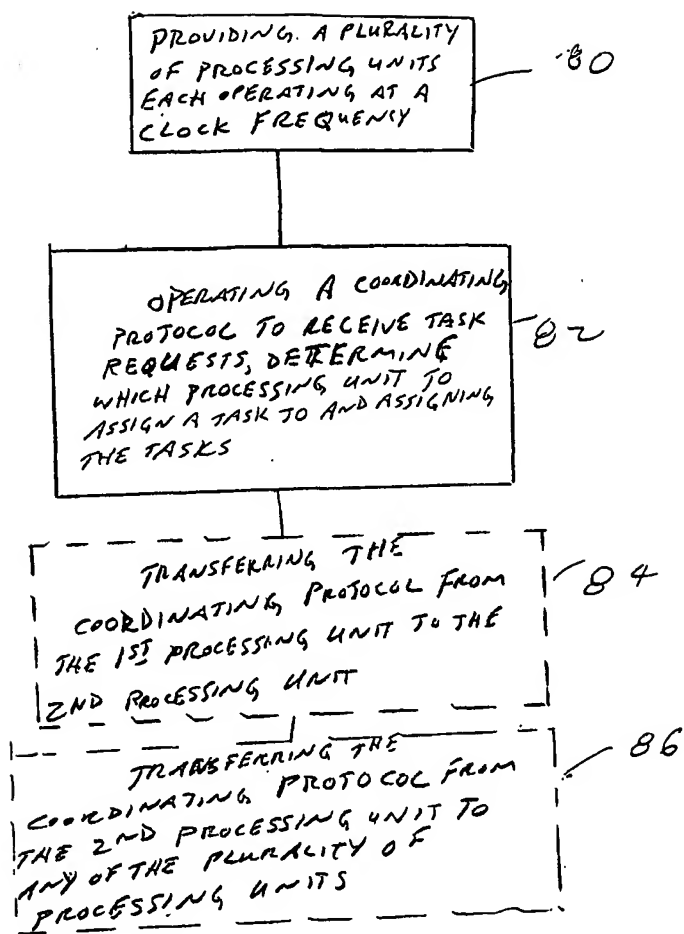 PROVIDING A PLURALITY
OF PROCESSING UNITS
EACH OPERATING AT A
CLOCK FREQUENCY
80
OPERATING A COORDINATING
PROTOCOL TO RECEIVE TASK
REQUESTS, DETERMINE
WHICH PROCESSING UNIT TO
ASSIGN A TASK TO AND ASSIGNING
THE TASKS
82
TRANSFERRING THE
COORDINATING PROTOCOL FROM
THE 1ST PROCESSING UNIT TO THE
2ND PROCESSING UNIT
84
TRANSFERRING THE
COORDINATING PROTOCOL FROM
THE 2ND PROCESSING UNIT TO
ANY OF THE PLURALITY OF
PROCESSING UNITS
86